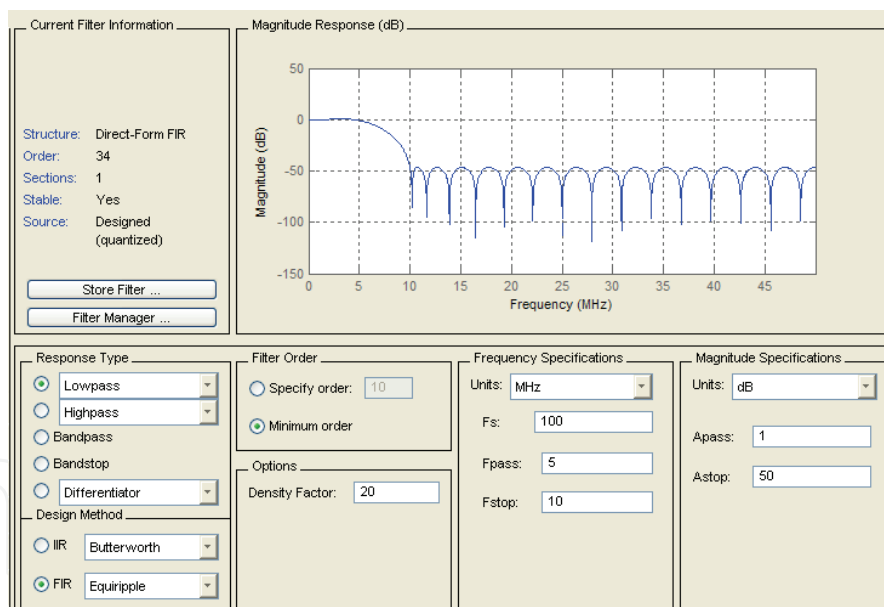 Current Filter Information
Structure: Direct-Form FIR
Order: 34
Sections: 1
Stable: Yes
Source: Designed
(quantized)
Store Filter ...
Filter Manager ...
Magnitude Response (dB)
50
0
-50
-100
-150
Magnitude (dB)
0 5 10 15 20 25 30 35 40 45
Frequency (MHz)
Response Type
Lowpass
Highpass
Bandpass
Bandstop
Differentiator
Design Method
IIR Butterworth
FIR Equiripple
Filter Order
Specify order: 10
Minimum order
Options
Density Factor: 20
Frequency Specifications
Units: MHz
Fs: 100
Fpass: 5
Fstop: 10
Magnitude Specifications
Units: dB
Apass: 1
Astop: 50